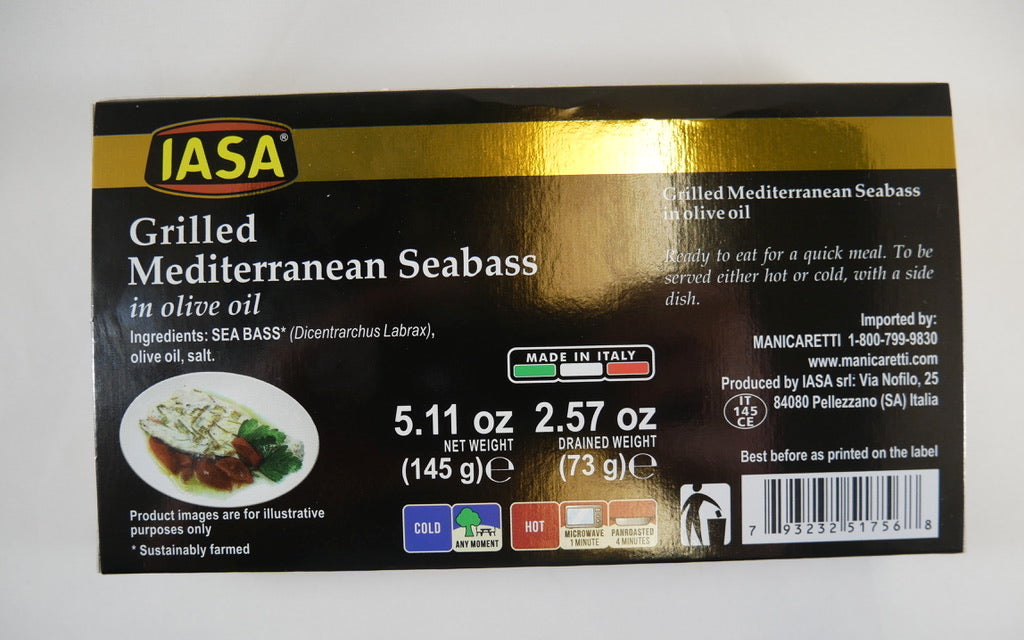 IASA®
Grilled
Mediterranean Seabass
in olive oil
Ingredients: SEA BASS* (Dicentrarchus Labrax),
olive oil, salt.
Product images are for illustrative
purposes only
* Sustainably farmed
MADE IN ITALY
5.11 oz
NET WEIGHT
(145 g) ℮
2.57 oz
DRAINED WEIGHT
(73 g) ℮
COLD
ANY MOMENT
HOT
MICROWAVE
1 MINUTE
PANROASTED
4 MINUTES
Grilled Mediterranean Seabass
in olive oil
Ready to eat for a quick meal. To be
served either hot or cold, with a side
dish.
Imported by:
MANICARETTI 1-800-799-9830
www.manicaretti.com
Produced by IASA srl: Via Nofilo, 25
84080 Pellezzano (SA) Italia
IT
145
CE
Best before as printed on the label
7 93232 51756 8